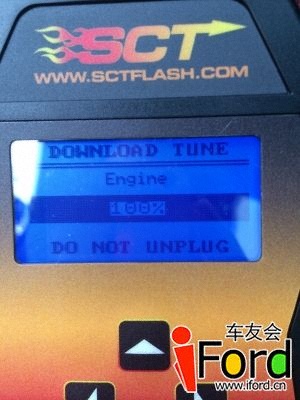 SCT
WWW.SCTFLASH.COM
DOWNLOAD TUNE
Engine
100%
DO NOT UNPLUG
车友会
iFord
www.iford.cn